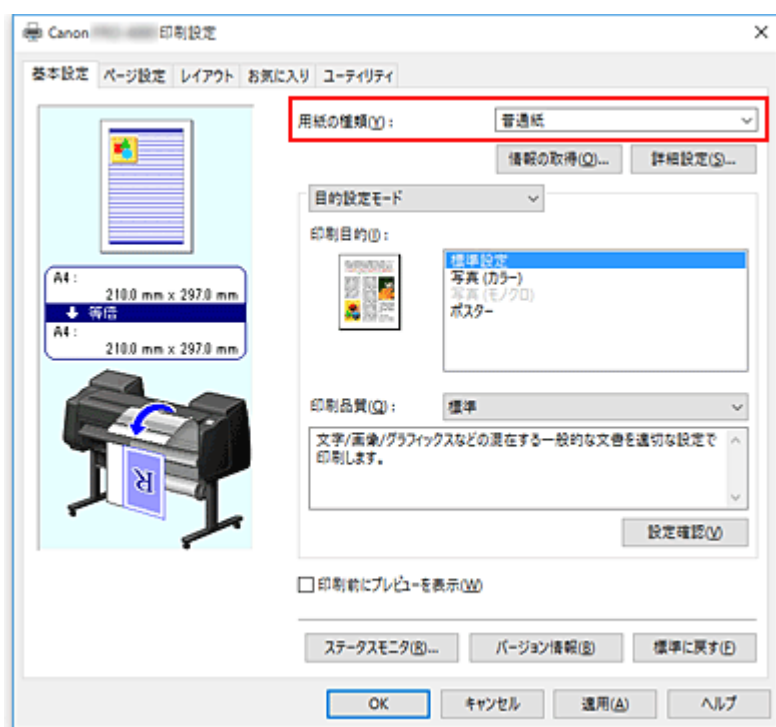 Canon 印刷設定
基本設定 ページ設定 レイアウト お気に入り ユーティリティ
用紙の種類(Y): 普通紙
情報の取得(O)... 詳細設定(S)...
目的設定モード
印刷目的(I):
標準設定
写真 (カラー)
写真 (モノクロ)
ポスター
A4 :
210.0 mm x 297.0 mm
等倍
A4 :
210.0 mm x 297.0 mm
R
印刷品質(Q): 標準
文字/画像/グラフィックスなどの混在する一般的な文書を適切な設定で
印刷します。
設定確認(V)
印刷前にプレビューを表示(W)
ステータスモニタ(R)... バージョン情報(B) 標準に戻す(F)
OK キャンセル 適用(A) ヘルプ